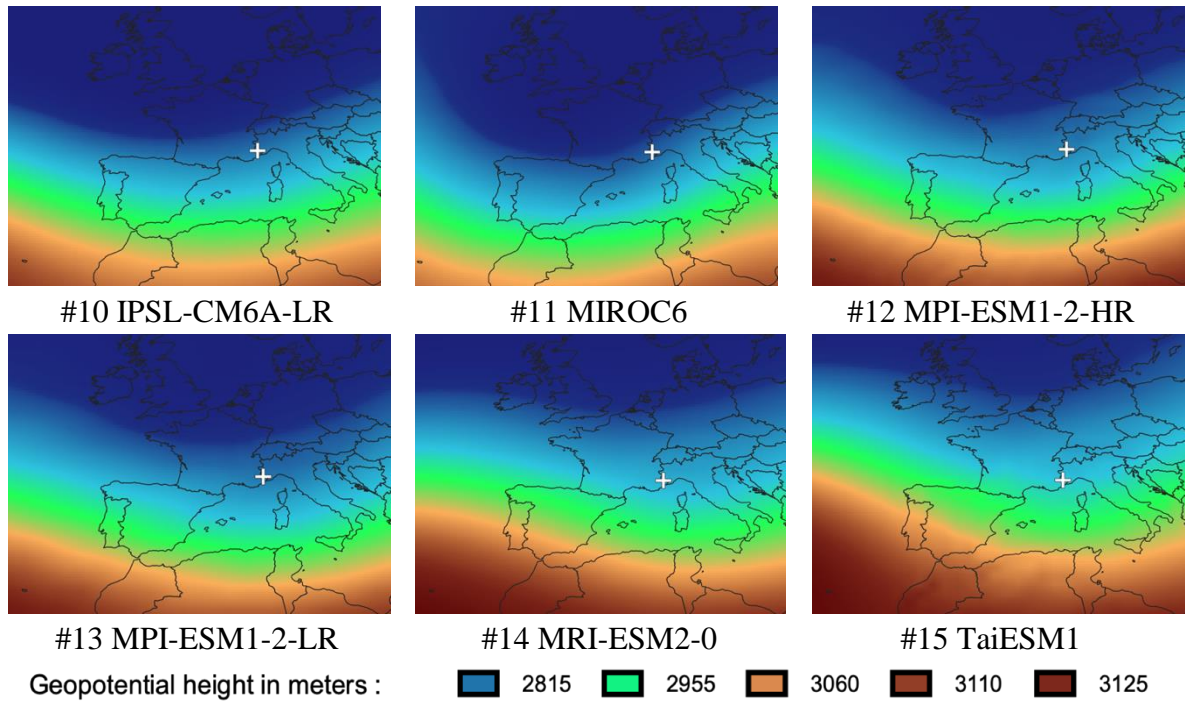 #10 IPSL-CM6A-LR #11 MIROC6 #12 MPI-ESM1-2-HR
#13 MPI-ESM1-2-LR #14 MRI-ESM2-0 #15 TaiESM1
Geopotential height in meters : 2815 2955 3060 3110 3125